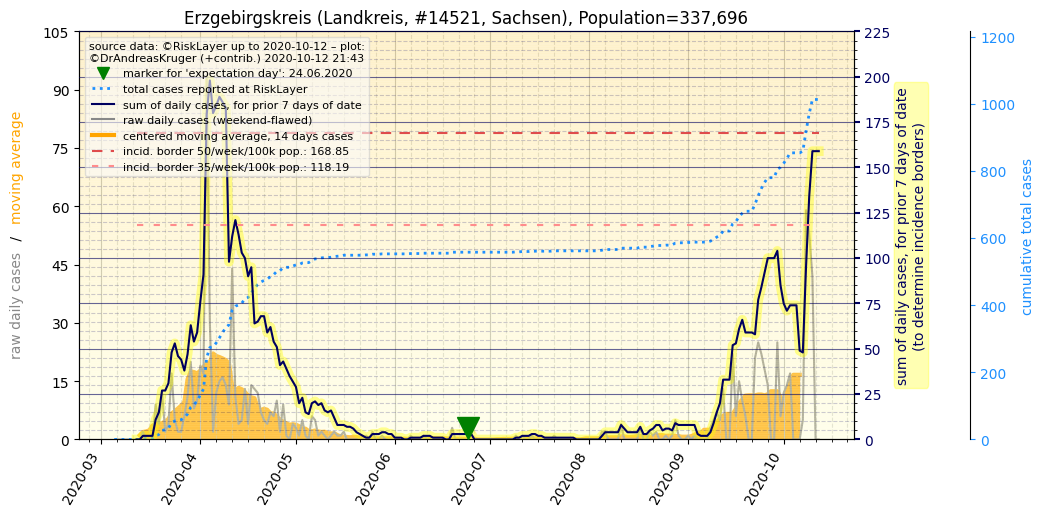 Erzgebirgskreis (Landkreis, #14521, Sachsen), Population=337,696
source data: ©RiskLayer up to 2020-10-12 – plot:
©DrAndreasKruger (+contrib.) 2020-10-12 21:43
marker for 'expectation day': 24.06.2020
total cases reported at RiskLayer
sum of daily cases, for prior 7 days of date
raw daily cases (weekend-flawed)
centered moving average, 14 days cases
incid. border 50/week/100k pop.: 168.85
incid. border 35/week/100k pop.: 118.19
raw daily cases / moving average
105
90
75
60
45
30
15
0
2020-03
2020-04
2020-05
2020-06
2020-07
2020-08
2020-09
2020-10
225
200
175
150
125
100
75
50
25
0
sum of daily cases, for prior 7 days of date
(to determine incidence borders)
1200
1000
800
600
400
200
0
cumulative total cases